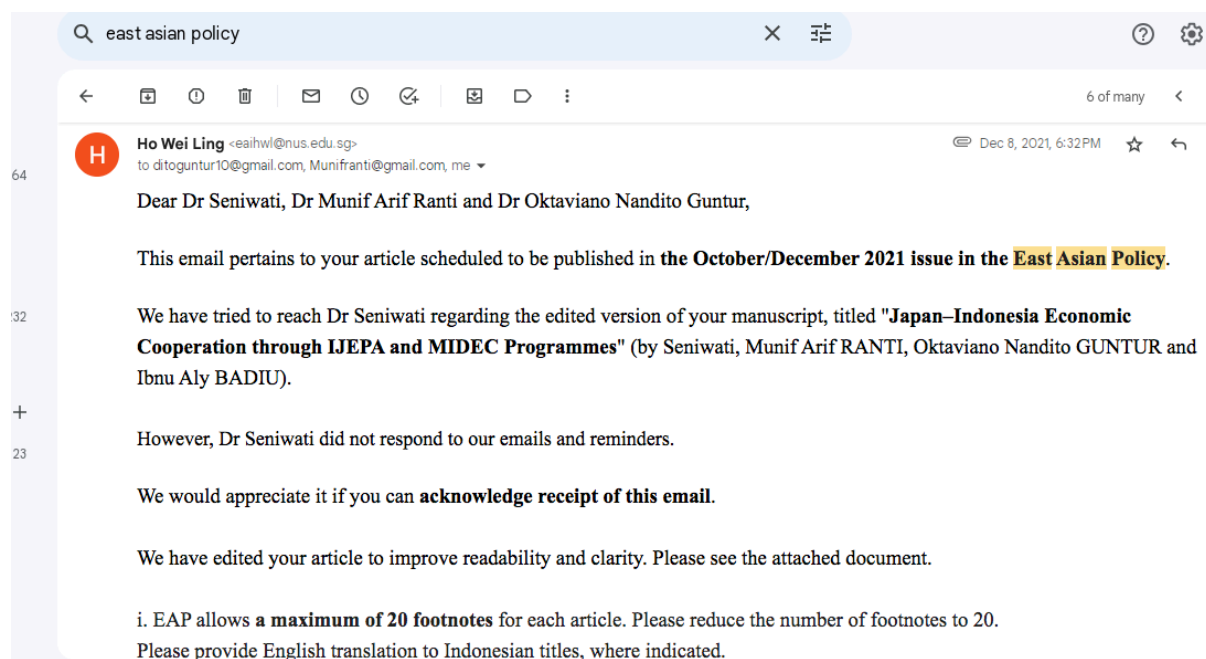 east asian policy
6 of many
Ho Wei Ling <eaihwl@nus.edu.sg>
Dec 8, 2021, 6:32 PM
to ditoguntur10@gmail.com, Munifranti@gmail.com, me
64
Dear Dr Seniwati, Dr Munif Arif Ranti and Dr Oktaviano Nandito Guntur,
This email pertains to your article scheduled to be published in the October/December 2021 issue in the East Asian Policy.
:32
We have tried to reach Dr Seniwati regarding the edited version of your manuscript, titled "Japan–Indonesia Economic
Cooperation through IJEPA and MIDEC Programmes" (by Seniwati, Munif Arif RANTI, Oktaviano Nandito GUNTUR and
Ibnu Aly BADIU).
However, Dr Seniwati did not respond to our emails and reminders.
23
We would appreciate it if you can acknowledge receipt of this email.
We have edited your article to improve readability and clarity. Please see the attached document.
i. EAP allows a maximum of 20 footnotes for each article. Please reduce the number of footnotes to 20.
Please provide English translation to Indonesian titles, where indicated.